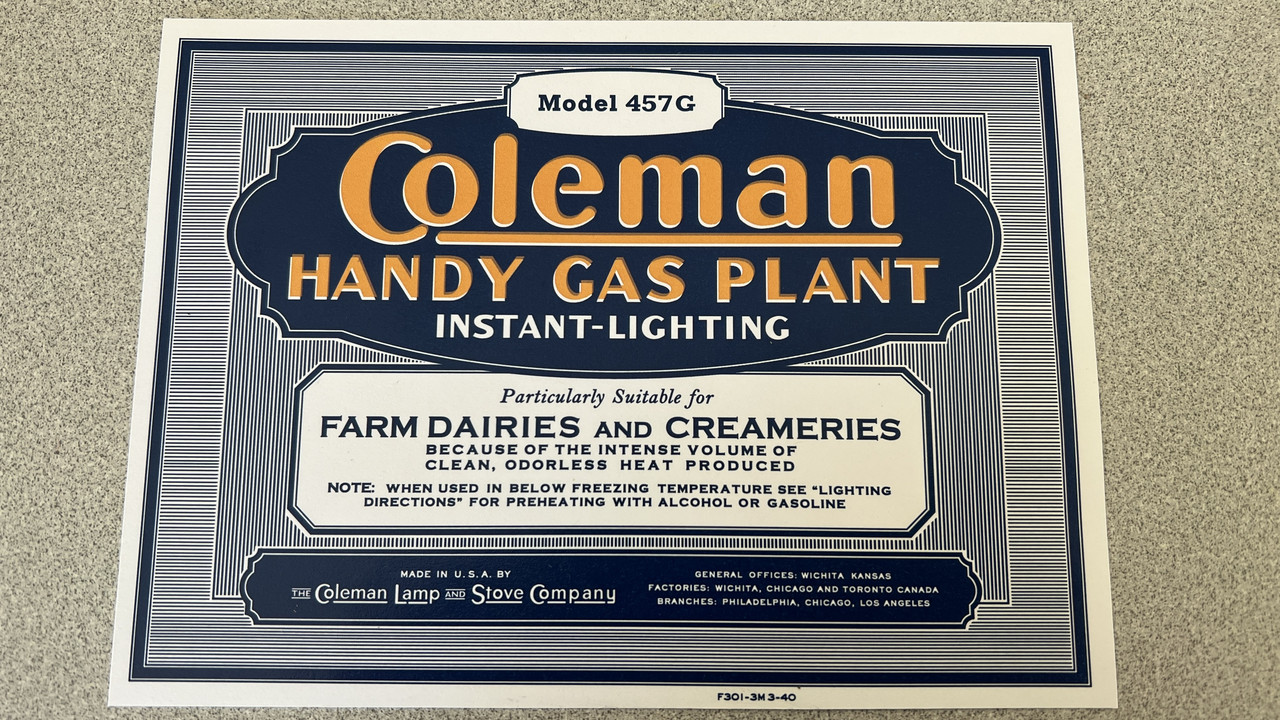 Model 457G
Coleman
HANDY GAS PLANT
INSTANT-LIGHTING
Particularly Suitable for
FARM DAIRIES AND CREAMERIES
BECAUSE OF THE INTENSE VOLUME OF
CLEAN, ODORLESS HEAT PRODUCED
NOTE: WHEN USED IN BELOW FREEZING TEMPERATURE SEE "LIGHTING
DIRECTIONS" FOR PREHEATING WITH ALCOHOL OR GASOLINE
MADE IN U.S.A. BY
THE Coleman Lamp AND Stove Company
GENERAL OFFICES: WICHITA KANSAS
FACTORIES: WICHITA, CHICAGO AND TORONTO CANADA
BRANCHES: PHILADELPHIA, CHICAGO, LOS ANGELES
F301-3M 3-40